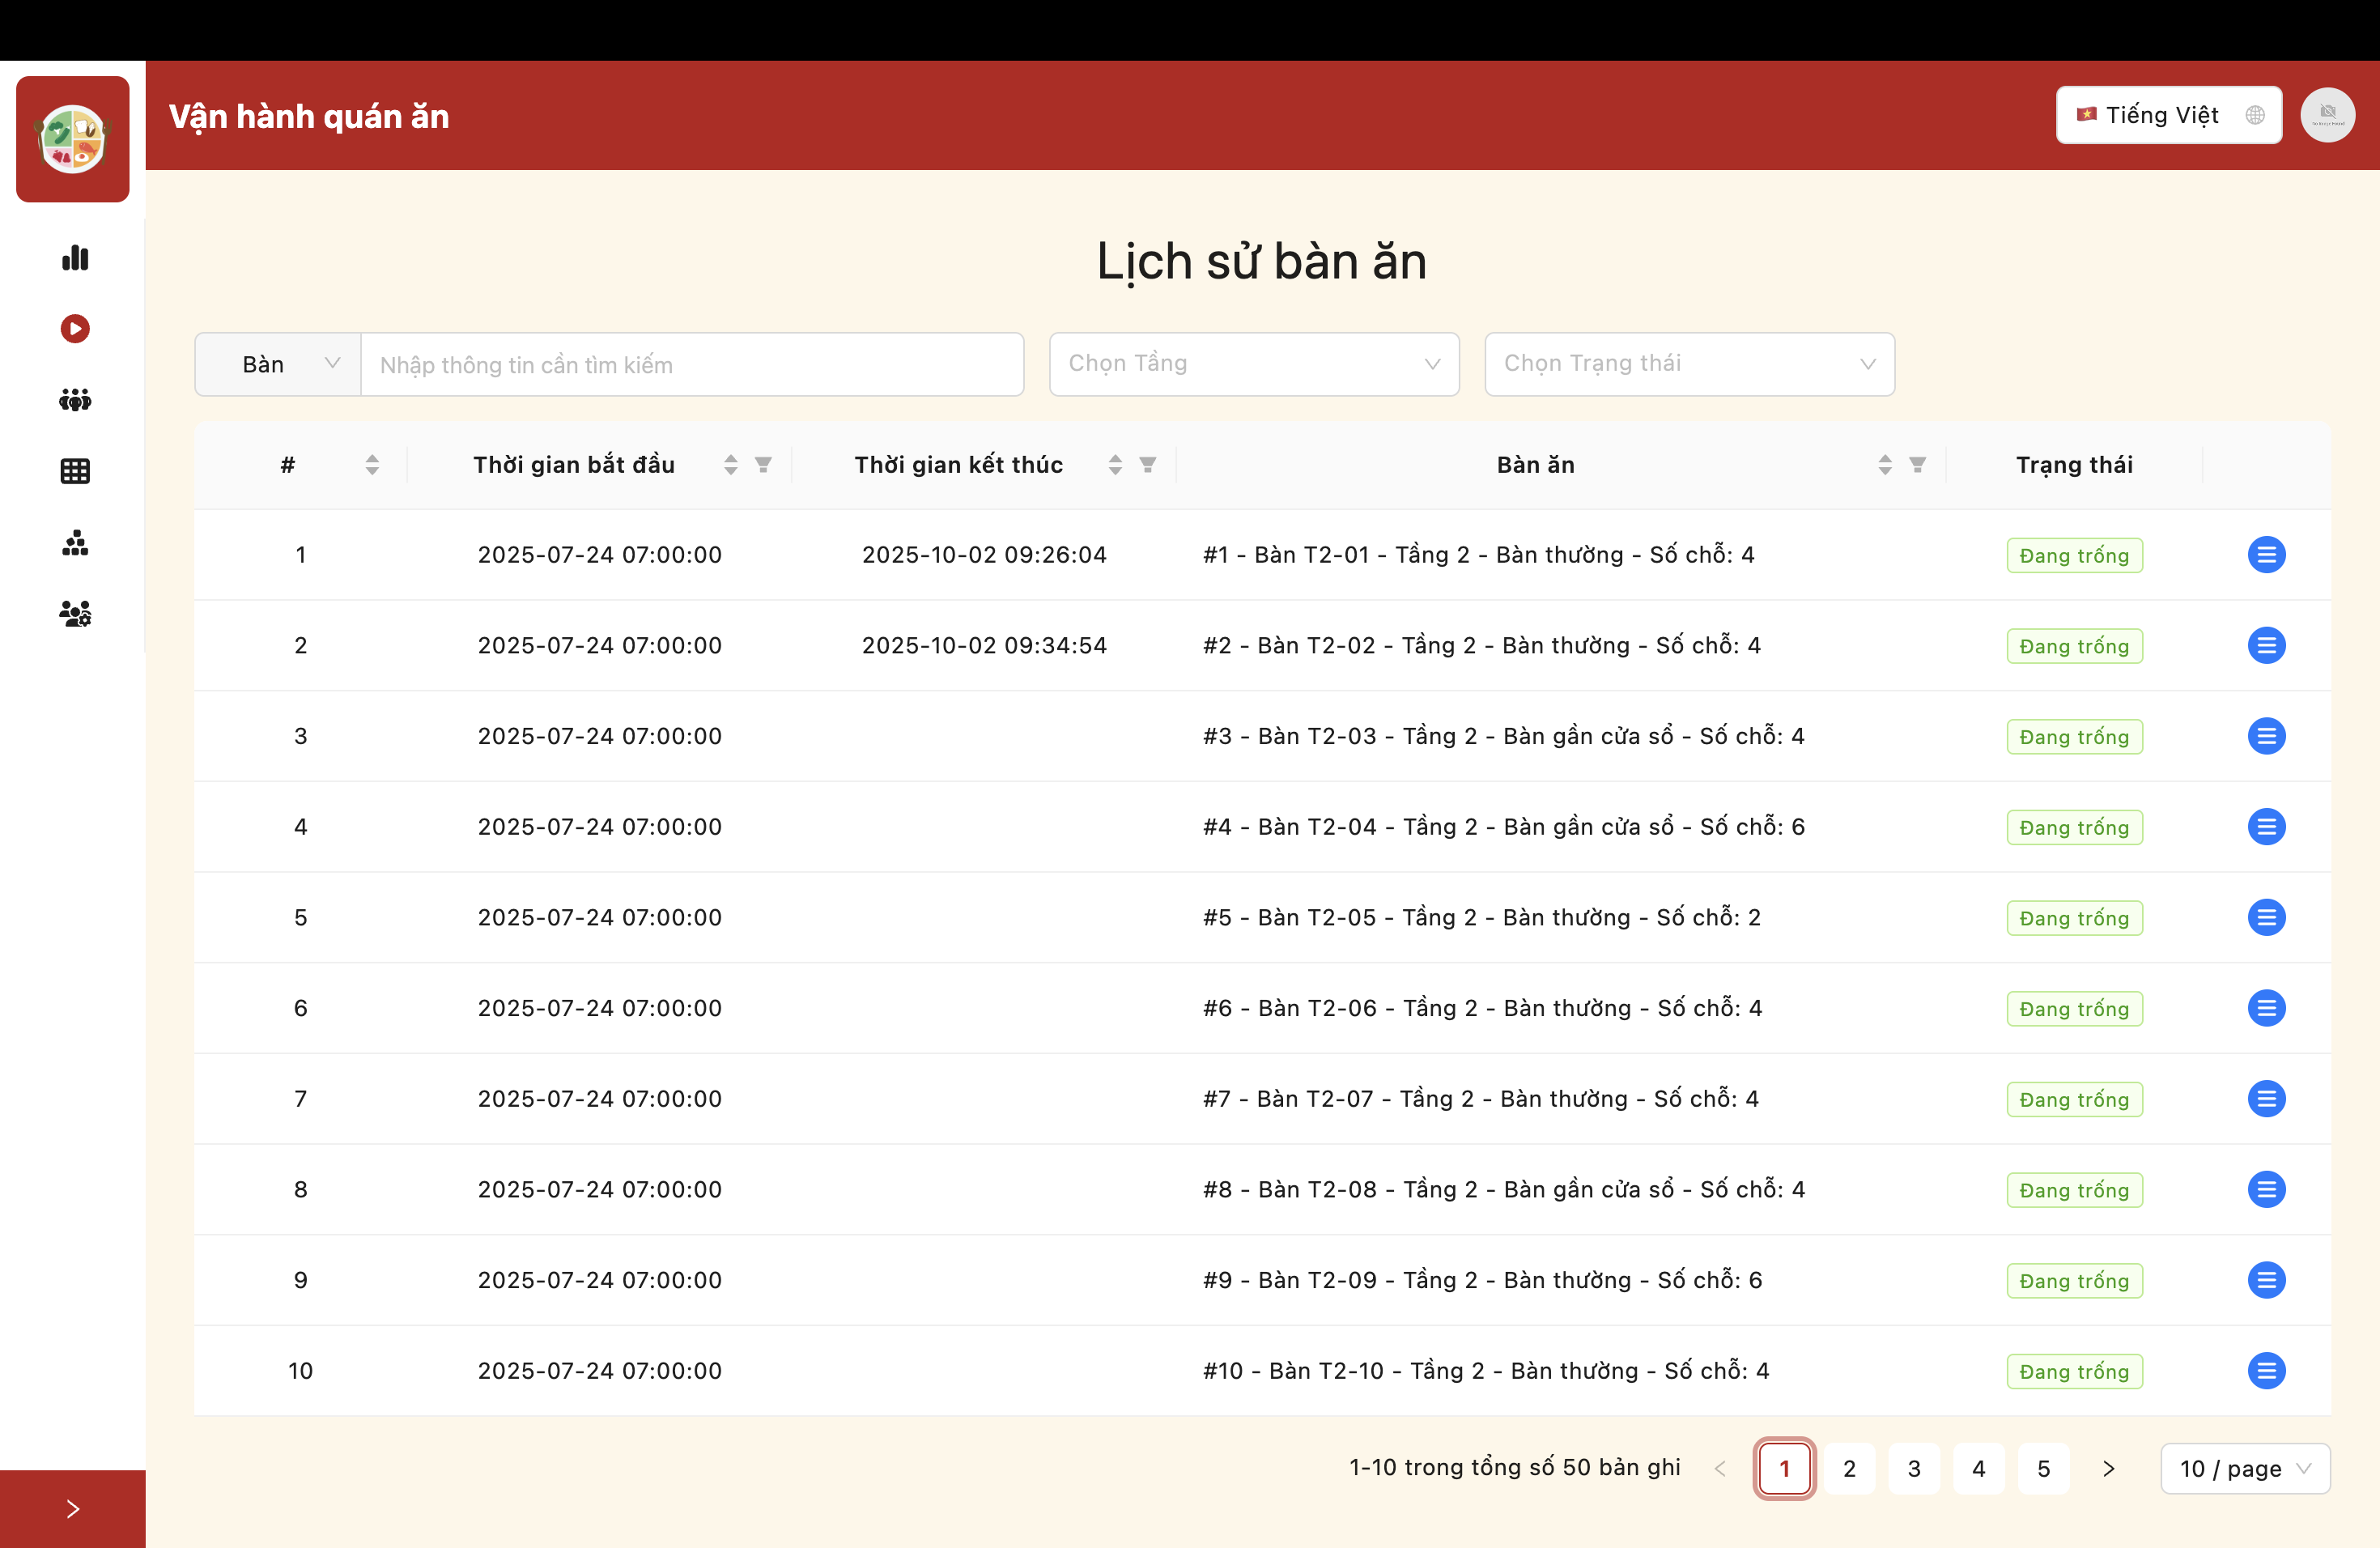 Vận hành quán ăn
Tiếng Việt
Lịch sử bàn ăn
Bàn Nhập thông tin cần tìm kiếm Chọn Tầng Chọn Trạng thái
# Thời gian bắt đầu Thời gian kết thúc Bàn ăn Trạng thái
1 2025-07-24 07:00:00 2025-10-02 09:26:04 #1 - Bàn T2-01 - Tầng 2 - Bàn thường - Số chỗ: 4 Đang trống
2 2025-07-24 07:00:00 2025-10-02 09:34:54 #2 - Bàn T2-02 - Tầng 2 - Bàn thường - Số chỗ: 4 Đang trống
3 2025-07-24 07:00:00 #3 - Bàn T2-03 - Tầng 2 - Bàn gần cửa sổ - Số chỗ: 4 Đang trống
4 2025-07-24 07:00:00 #4 - Bàn T2-04 - Tầng 2 - Bàn gần cửa sổ - Số chỗ: 6 Đang trống
5 2025-07-24 07:00:00 #5 - Bàn T2-05 - Tầng 2 - Bàn thường - Số chỗ: 2 Đang trống
6 2025-07-24 07:00:00 #6 - Bàn T2-06 - Tầng 2 - Bàn thường - Số chỗ: 4 Đang trống
7 2025-07-24 07:00:00 #7 - Bàn T2-07 - Tầng 2 - Bàn thường - Số chỗ: 4 Đang trống
8 2025-07-24 07:00:00 #8 - Bàn T2-08 - Tầng 2 - Bàn gần cửa sổ - Số chỗ: 4 Đang trống
9 2025-07-24 07:00:00 #9 - Bàn T2-09 - Tầng 2 - Bàn thường - Số chỗ: 6 Đang trống
10 2025-07-24 07:00:00 #10 - Bàn T2-10 - Tầng 2 - Bàn thường - Số chỗ: 4 Đang trống
1-10 trong tổng số 50 bản ghi < 1 2 3 4 5 > 10 / page